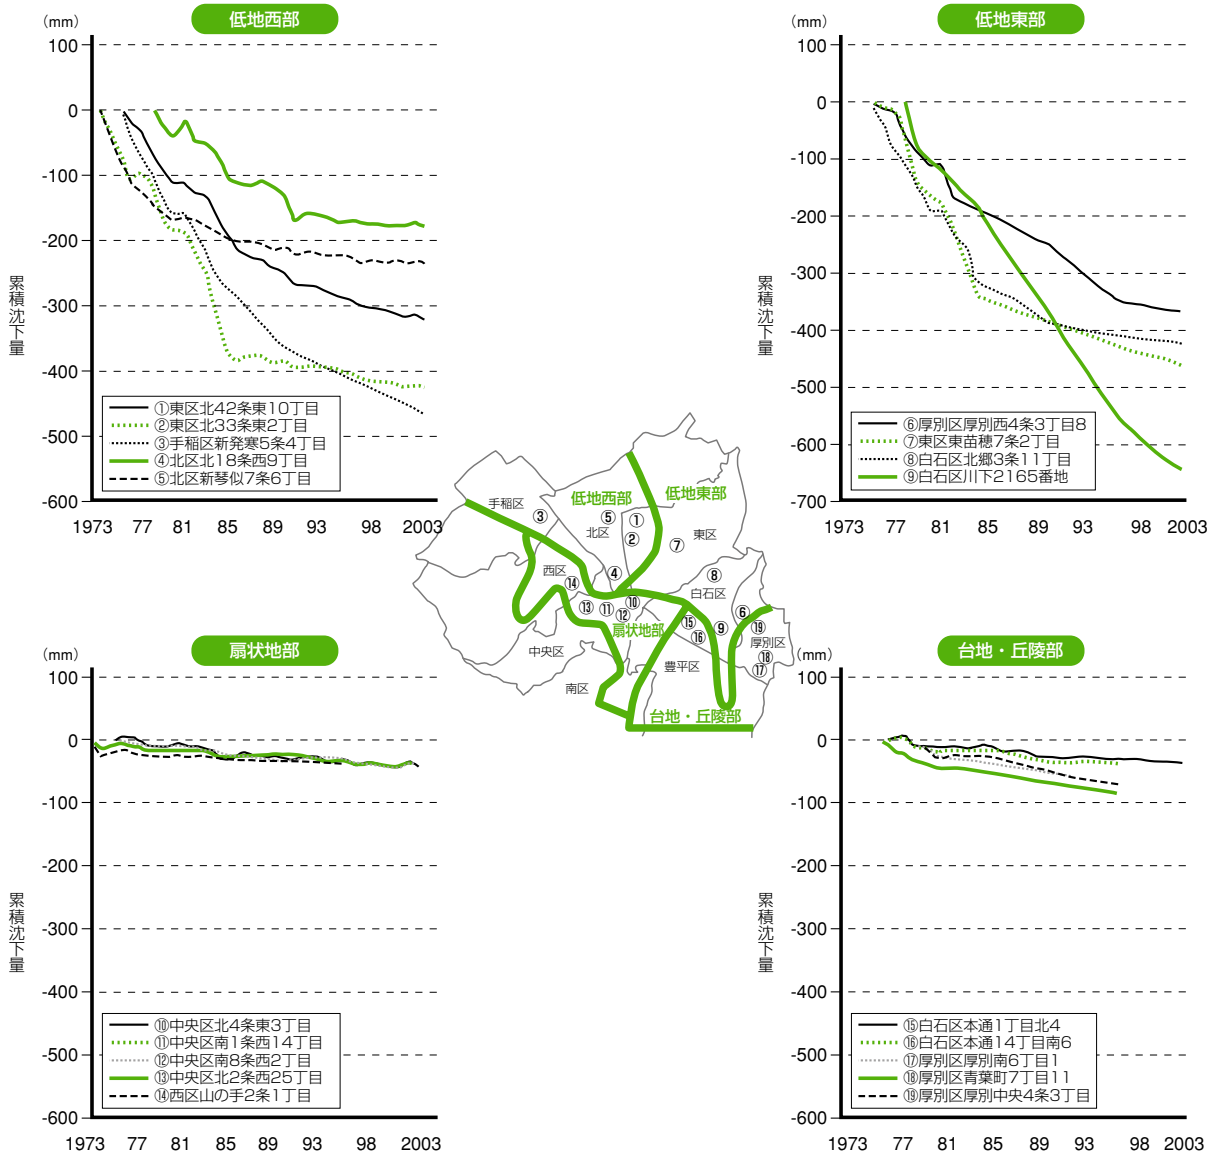 低地西部
(mm)
100
0
-100
-200
-300
-400
-500
-600
累積沈下量
①東区北42条東10丁目
②東区北33条東2丁目
③手稲区新発寒5条4丁目
④北区北18条西9丁目
⑤北区新琴似7条6丁目
1973 77 81 85 89 93 98 2003
低地東部
(mm)
100
0
-100
-200
-300
-400
-500
-600
-700
累積沈下量
⑥厚別区厚別西4条3丁目8
⑦東区東苗穂7条2丁目
⑧白石区北郷3条11丁目
⑨白石区川下2165番地
1973 77 81 85 89 93 98 2003
手稲区
③
低地西部
⑤
北区
①
②
低地東部
東区
⑦
西区
⑭
④
⑧
白石区
⑬
⑪
⑩
⑫
扇状地部
⑮
⑯
⑨
⑥
⑲
厚別区
⑱
⑰
中央区
豊平区
南区
台地・丘陵部
扇状地部
(mm)
100
0
-100
-200
-300
-400
-500
-600
累積沈下量
⑩中央区北4条東3丁目
⑪中央区南1条西14丁目
⑫中央区南8条西2丁目
⑬中央区北2条西25丁目
⑭西区山の手2条1丁目
1973 77 81 85 89 93 98 2003
台地・丘陵部
(mm)
100
0
-100
-200
-300
-400
-500
-600
累積沈下量
⑮白石区本通1丁目北4
⑯白石区本通14丁目南6
⑰厚別区厚別南6丁目1
⑱厚別区青葉町7丁目11
⑲厚別区厚別中央4条3丁目
1973 77 81 85 89 93 98 2003